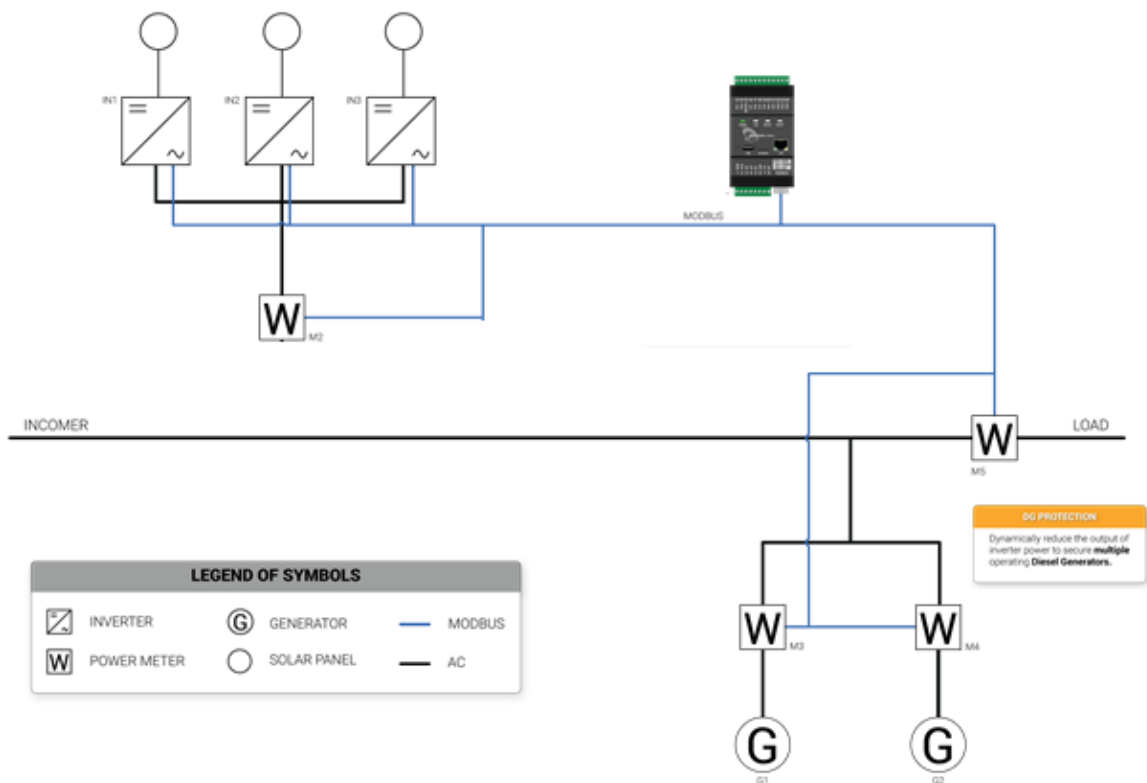 IN1
IN2
IN3
MODBUS
W
M2
INCOMER
LOAD
W
M5
DG PROTECTION
Dynamically reduce the output of
inverter power to secure multiple
operating Diesel Generators.
LEGEND OF SYMBOLS
INVERTER
G
GENERATOR
MODBUS
W
POWER METER
SOLAR PANEL
AC
W
M3
W
M4
G
G1
G
G2